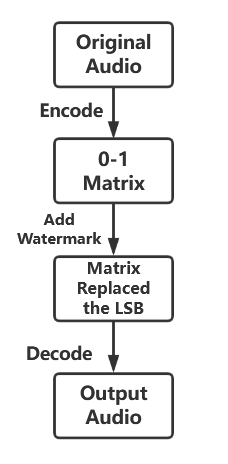 Original
Audio
Encode
0-1
Matrix
Add
Watermark
Matrix
Replaced
the LSB
Decode
Output
Audio